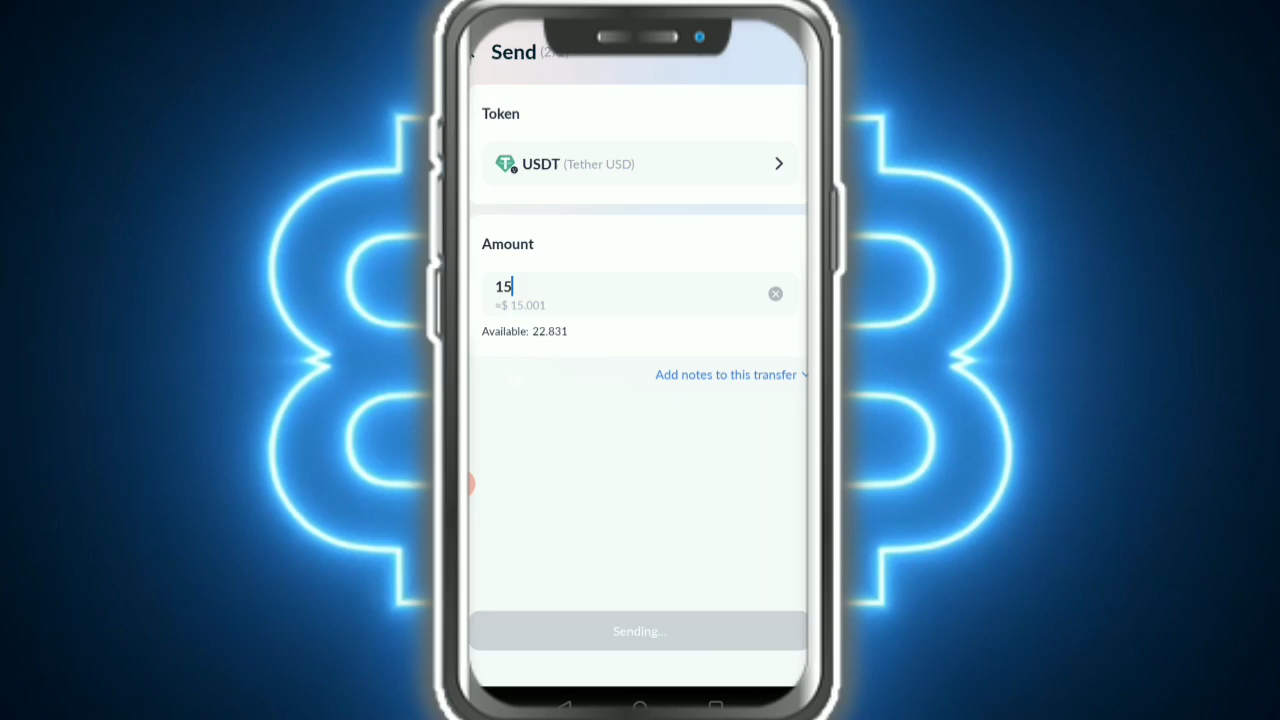 Send
Token
USDT (Tether USD)
Amount
15
≈$ 15.001
Available: 22.831
Add notes to this transfer
Sending...